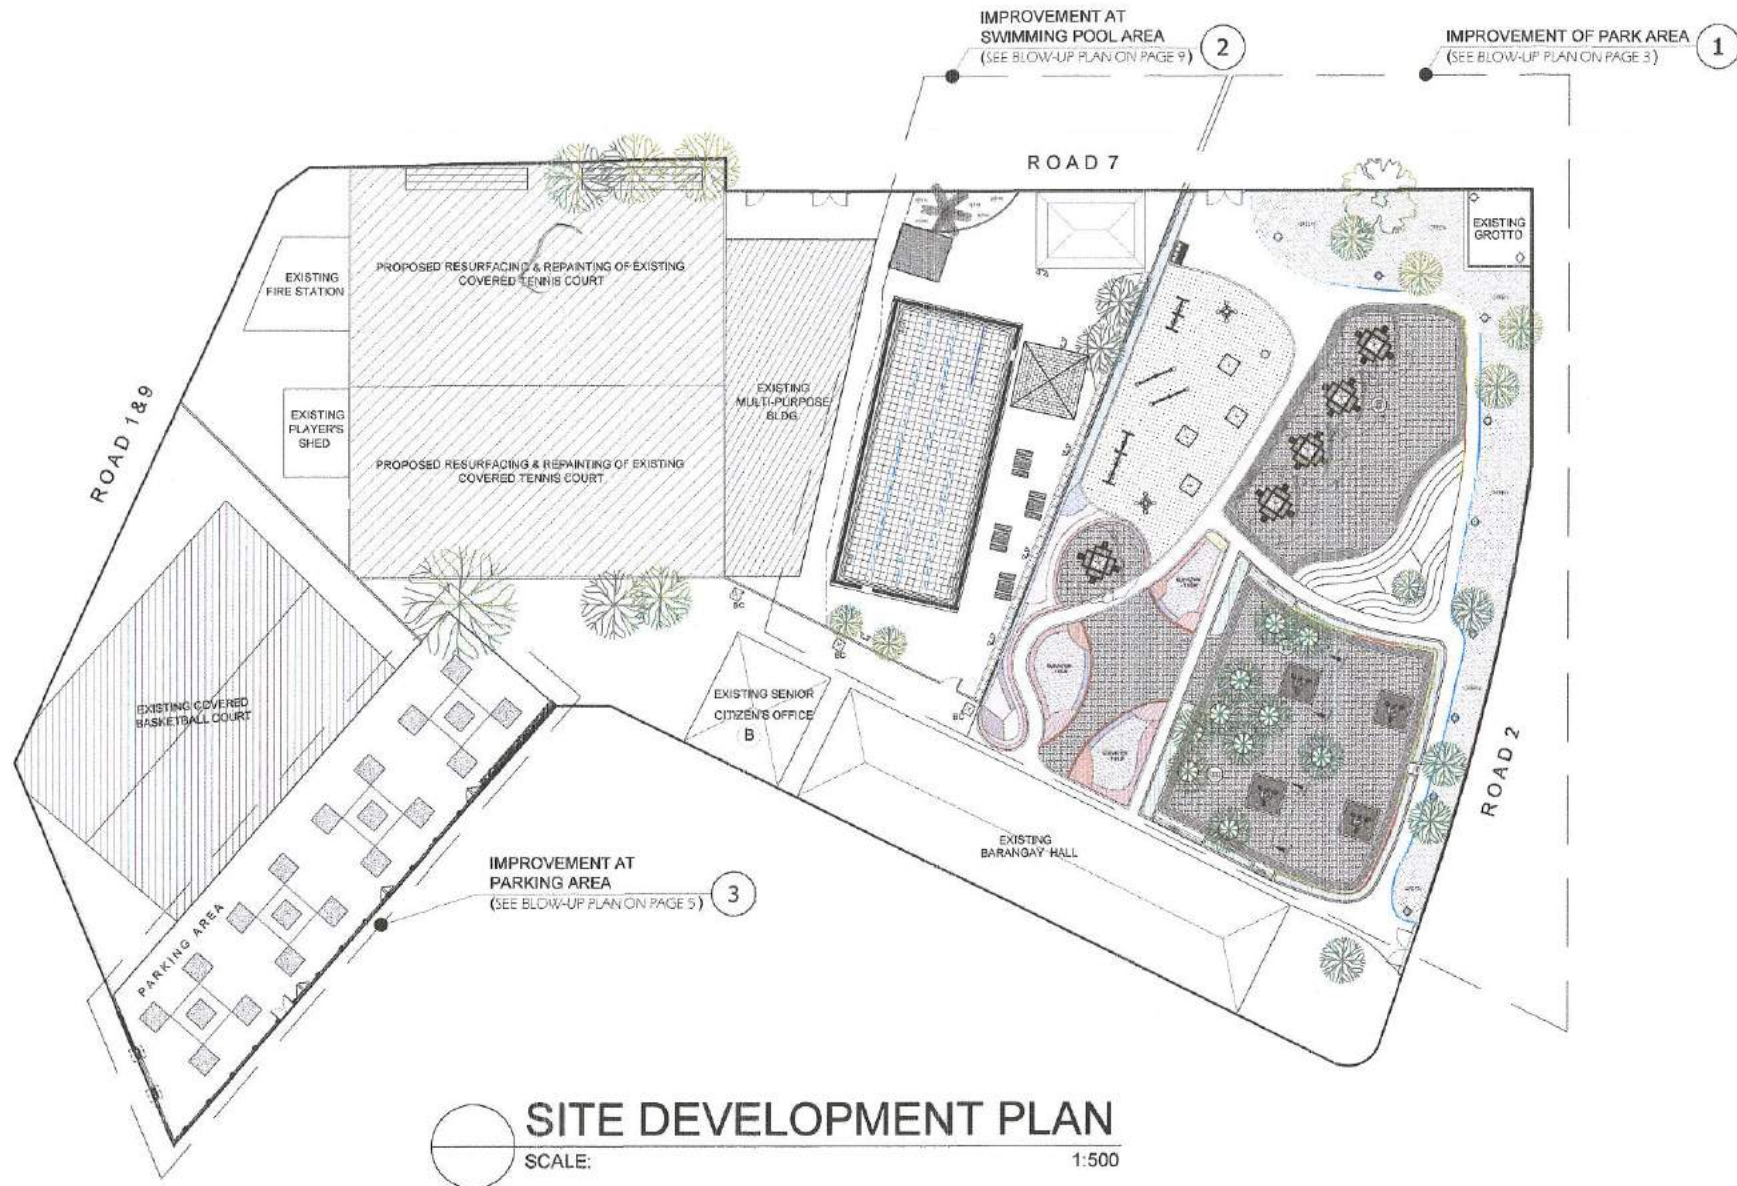 IMPROVEMENT AT
SWIMMING POOL AREA
(SEE BLOW-UP PLAN ON PAGE 9)
2
IMPROVEMENT OF PARK AREA
(SEE BLOW-UP PLAN ON PAGE 3)
1
ROAD 7
EXISTING
GROTTO
EXISTING
FIRE STATION
PROPOSED RESURFACING & REPAINTING OF EXISTING
COVERED TENNIS COURT
ROAD 1&9
EXISTING
PLAYER'S
SHED
EXISTING
MULTI-PURPOSE
BLDG.
PROPOSED RESURFACING & REPAINTING OF EXISTING
COVERED TENNIS COURT
BC
BC
BC
EXISTING COVERED
BASKETBALL COURT
EXISTING SENIOR
CITIZEN'S OFFICE
B
ROAD 2
EXISTING
BARANGAY HALL
IMPROVEMENT AT
PARKING AREA
(SEE BLOW-UP PLAN ON PAGE 5)
3
PARKING AREA
SITE DEVELOPMENT PLAN
SCALE: 1:500